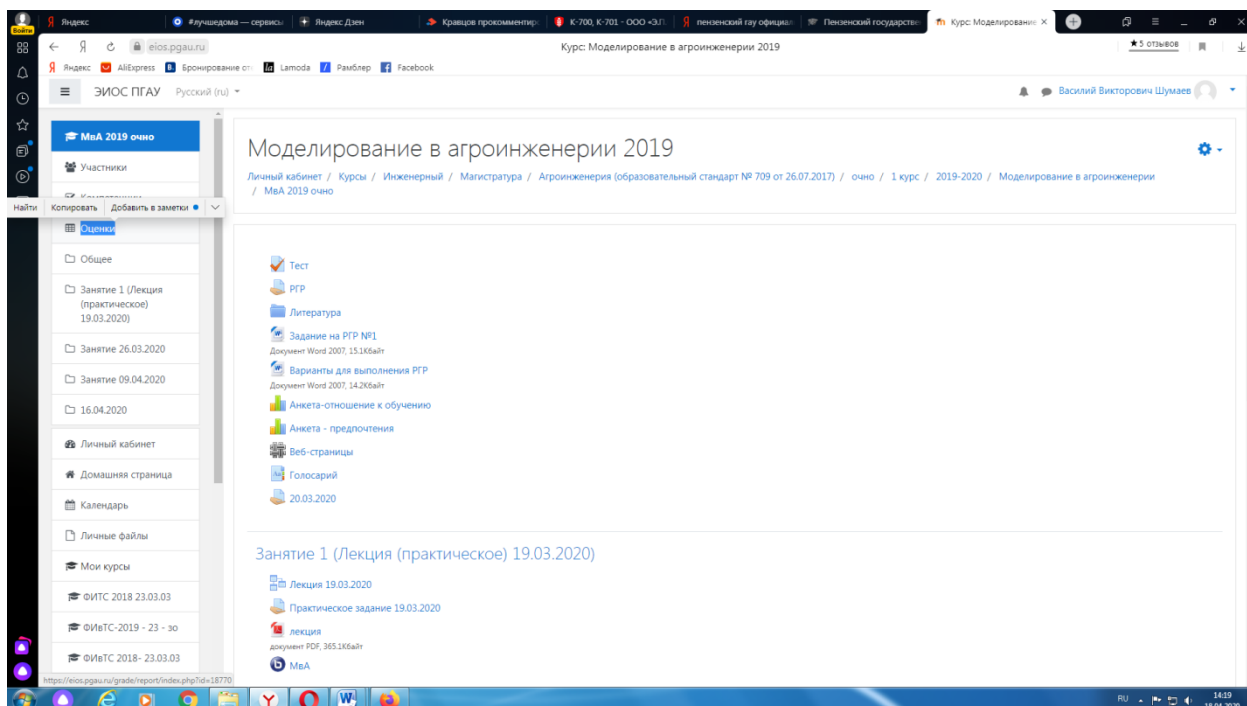 Войти
Яндекс
#лучшедома — сервисы
Яндекс.Дзен
Кравцов прокомментир
К-700, К-701 - ООО «ЭЛ
пензенский гау официал
Пензенский государстве
Курс: Моделирование
eios.pgau.ru
Курс: Моделирование в агроинженерии 2019
★ 5 отзывов
Яндекс
AliExpress
Бронирование от
Lamoda
Рамблер
Facebook
ЭИОС ПГАУ Русский (ru)
Василий Викторович Шумаев
МвА 2019 очно
Участники
Компетенции
Найти Копировать Добавить в заметки
Оценки
Общее
Занятие 1 (Лекция
(практическое)
19.03.2020)
Занятие 26.03.2020
Занятие 09.04.2020
16.04.2020
Личный кабинет
Домашняя страница
Календарь
Личные файлы
Мои курсы
ФИТС 2018 23.03.03
ФИвТС-2019 - 23 - зо
ФИвТС 2018- 23.03.03
https://eios.pgau.ru/grade/report/index.php?id=18770
Моделирование в агроинженерии 2019
Личный кабинет / Курсы / Инженерный / Магистратура / Агроинженерия (образовательный стандарт № 709 от 26.07.2017) / очно / 1 курс / 2019-2020 / Моделирование в агроинженерии
/ МвА 2019 очно
Тест
РГР
Литература
Задание на РГР №1
Документ Word 2007, 15.1Кбайт
Варианты для выполнения РГР
Документ Word 2007, 14.2Кбайт
Анкета-отношение к обучению
Анкета - предпочтения
Веб-страницы
Голосарий
20.03.2020
Занятие 1 (Лекция (практическое) 19.03.2020)
Лекция 19.03.2020
Практическое задание 19.03.2020
лекция
документ PDF, 365.1Кбайт
МвА
RU
14:19
18.04.2020